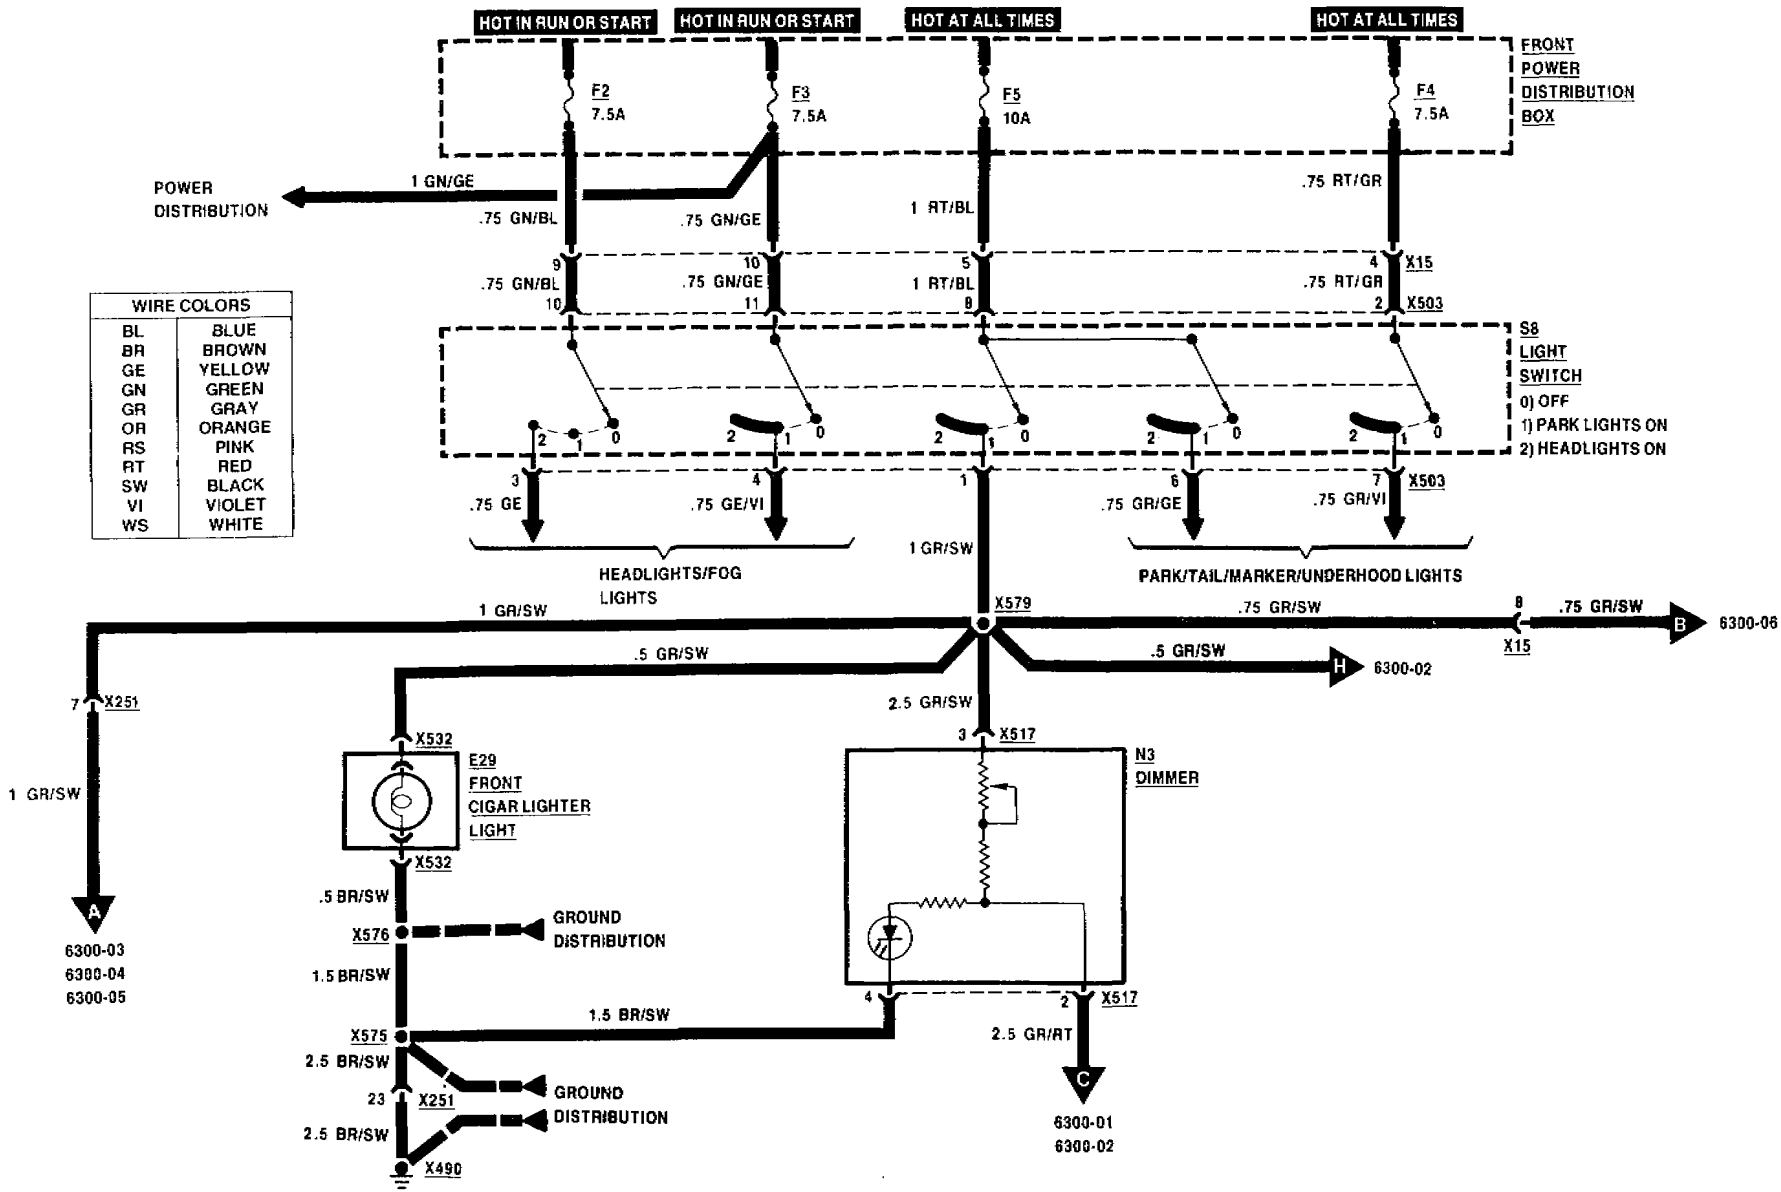 HOT IN RUN OR START
HOT IN RUN OR START
HOT AT ALL TIMES
HOT AT ALL TIMES
FRONT
POWER
DISTRIBUTION
BOX
F2
7.5A
F3
7.5A
F5
10A
F4
7.5A
POWER
DISTRIBUTION
1 GN/GE
.75 GN/BL
.75 GN/GE
1 RT/BL
.75 RT/GR
9
10
5
4
X15
.75 GN/BL
.75 GN/GE
1 RT/BL
.75 RT/GR
10
11
8
2
X503
WIRE COLORS
BL BLUE
BR BROWN
GE YELLOW
GN GREEN
GR GRAY
OR ORANGE
RS PINK
RT RED
SW BLACK
VI VIOLET
WS WHITE
S8
LIGHT
SWITCH
0) OFF
1) PARK LIGHTS ON
2) HEADLIGHTS ON
2 1 0
2 1 0
2 1 0
2 1 0
2 1 0
3
4
1
6
7
X503
.75 GE
.75 GE/VI
.75 GR/GE
.75 GR/VI
1 GR/SW
HEADLIGHTS/FOG
LIGHTS
PARK/TAIL/MARKER/UNDERHOOD LIGHTS
1 GR/SW
X579
.75 GR/SW
8
X15
.75 GR/SW
B
6300-06
.5 GR/SW
.5 GR/SW
H
6300-02
7
X251
2.5 GR/SW
3
X517
1 GR/SW
A
6300-03
6300-04
6300-05
X532
E29
FRONT
CIGAR LIGHTER
LIGHT
X532
N3
DIMMER
.5 BR/SW
X576
GROUND
DISTRIBUTION
1.5 BR/SW
X575
1.5 BR/SW
4
2
X517
2.5 GR/RT
C
6300-01
6300-02
2.5 BR/SW
23
X251
GROUND
DISTRIBUTION
2.5 BR/SW
X490